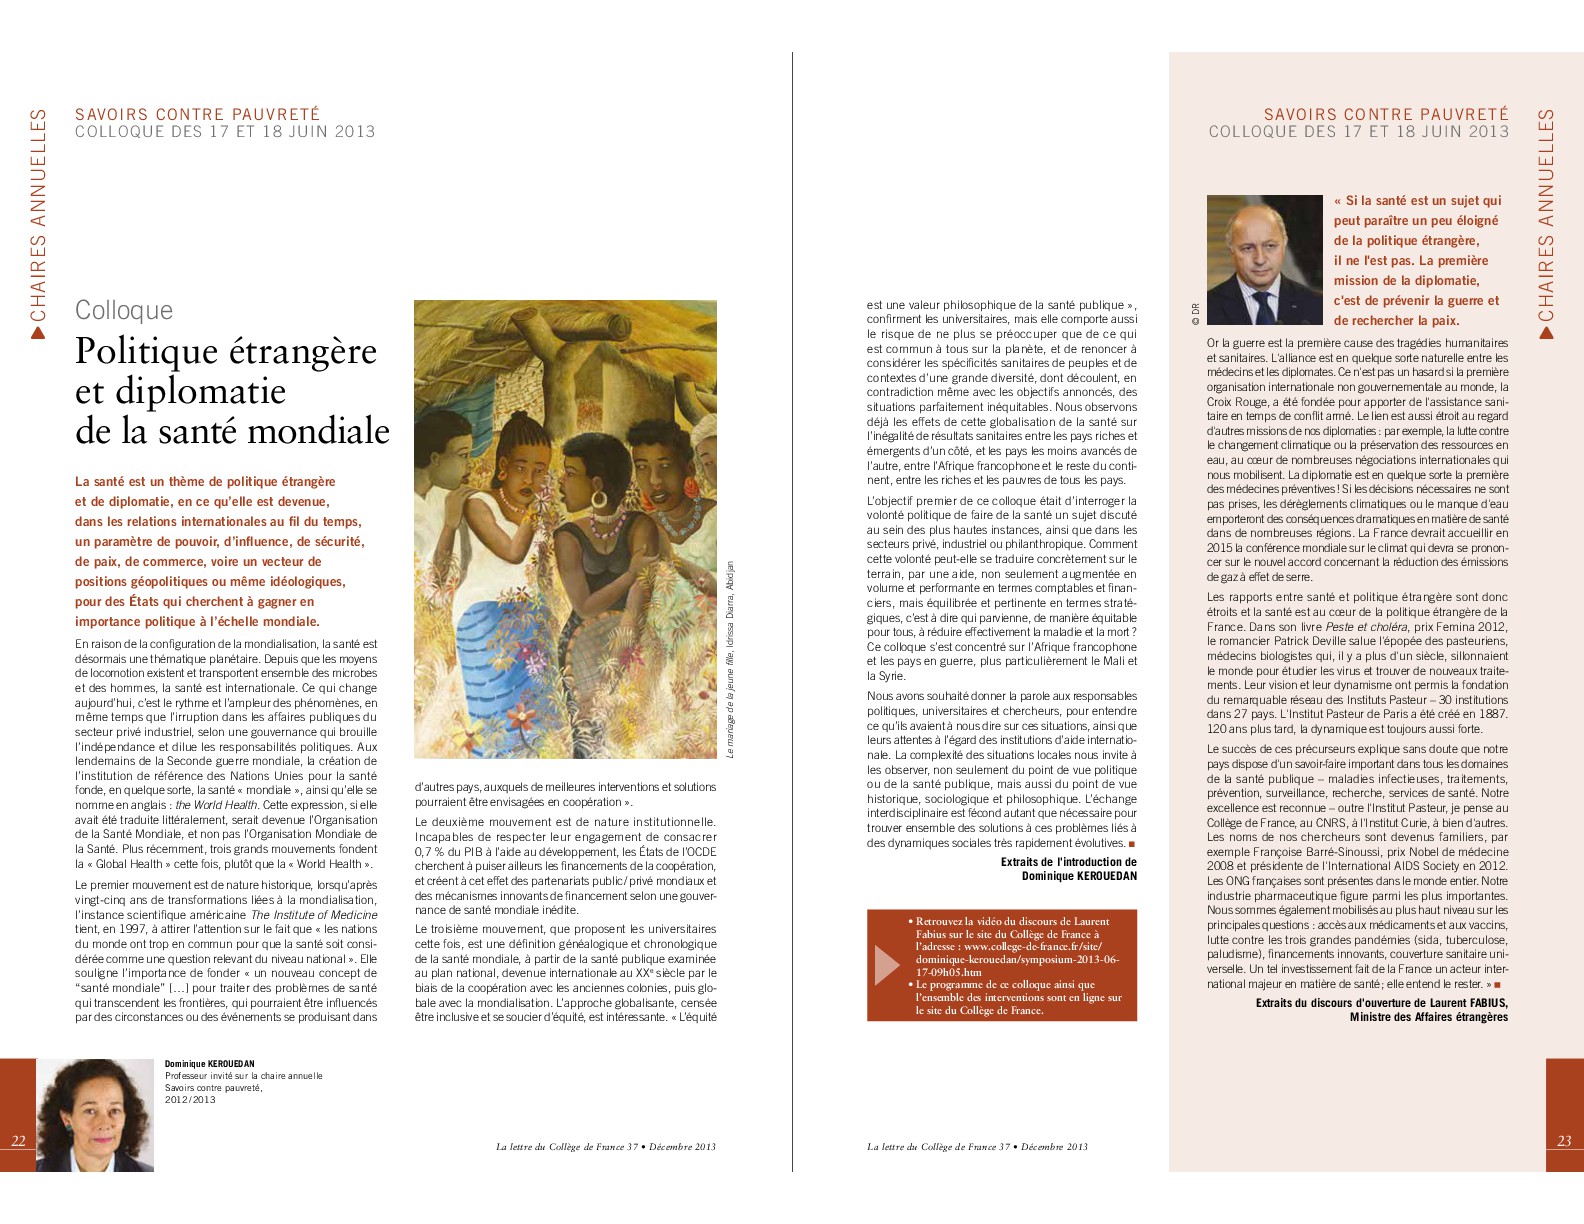 CHAIRES ANNUELLES
SAVOIRS CONTRE PAUVRETÉ
COLLOQUE DES 17 ET 18 JUIN 2013
Colloque
Politique étrangère
et diplomatie
de la santé mondiale
La santé est un thème de politique étrangère
et de diplomatie, en ce qu'elle est devenue,
dans les relations internationales au fil du temps,
un paramètre de pouvoir, d'influence, de sécurité,
de paix, de commerce, voire un vecteur de
positions géopolitiques ou même idéologiques,
pour des États qui cherchent à gagner en
importance politique à l'échelle mondiale.
En raison de la configuration de la mondialisation, la santé est
désormais une thématique planétaire. Depuis que les moyens
de locomotion existent et transportent ensemble des microbes
et des hommes, la santé est internationale. Ce qui change
aujourd'hui, c'est le rythme et l'ampleur des phénomènes, en
même temps que l'irruption dans les affaires publiques du
secteur privé industriel, selon une gouvernance qui brouille
l'indépendance et dilue les responsabilités politiques. Aux
lendemains de la Seconde guerre mondiale, la création de
l'institution de référence des Nations Unies pour la santé
fonde, en quelque sorte, la santé « mondiale », ainsi qu'elle se
nomme en anglais : the World Health. Cette expression, si elle
avait été traduite littéralement, serait devenue l'Organisation
de la Santé Mondiale, et non pas l'Organisation Mondiale de
la Santé. Plus récemment, trois grands mouvements fondent
la « Global Health » cette fois, plutôt que la « World Health ».
Le premier mouvement est de nature historique, lorsqu'après
vingt-cinq ans de transformations liées à la mondialisation,
l'instance scientifique américaine The Institute of Medicine
tient, en 1997, à attirer l'attention sur le fait que « les nations
du monde ont trop en commun pour que la santé soit consi-
dérée comme une question relevant du niveau national ». Elle
souligne l'importance de fonder « un nouveau concept de
“santé mondiale” [...] pour traiter des problèmes de santé
qui transcendent les frontières, qui pourraient être influencés
par des circonstances ou des événements se produisant dans
Le mariage de la jeune fille, Idrissa Diarra, Abidjan
d'autres pays, auxquels de meilleures interventions et solutions
pourraient être envisagées en coopération ».
Le deuxième mouvement est de nature institutionnelle.
Incapables de respecter leur engagement de consacrer
0,7 % du PIB à l'aide au développement, les États de l'OCDE
cherchent à puiser ailleurs les financements de la coopération,
et créent à cet effet des partenariats public/privé mondiaux et
des mécanismes innovants de financement selon une gouver-
nance de santé mondiale inédite.
Le troisième mouvement, que proposent les universitaires
cette fois, est une définition généalogique et chronologique
de la santé mondiale, à partir de la santé publique examinée
au plan national, devenue internationale au XXe siècle par le
biais de la coopération avec les anciennes colonies, puis glo-
bale avec la mondialisation. L'approche globalisante, censée
être inclusive et se soucier d'équité, est intéressante. « L'équité
Dominique KEROUEDAN
Professeur invité sur la chaire annuelle
Savoirs contre pauvreté,
2012/2013
22
La lettre du Collège de France 37 • Décembre 2013
est une valeur philosophique de la santé publique »,
confirment les universitaires, mais elle comporte aussi
le risque de ne plus se préoccuper que de ce qui
est commun à tous sur la planète, et de renoncer à
considérer les spécificités sanitaires de peuples et de
contextes d'une grande diversité, dont découlent, en
contradiction même avec les objectifs annoncés, des
situations parfaitement inéquitables. Nous observons
déjà les effets de cette globalisation de la santé sur
l'inégalité de résultats sanitaires entre les pays riches et
émergents d'un côté, et les pays les moins avancés de
l'autre, entre l'Afrique francophone et le reste du conti-
nent, entre les riches et les pauvres de tous les pays.
L'objectif premier de ce colloque était d'interroger la
volonté politique de faire de la santé un sujet discuté
au sein des plus hautes instances, ainsi que dans les
secteurs privé, industriel ou philanthropique. Comment
cette volonté peut-elle se traduire concrètement sur le
terrain, par une aide, non seulement augmentée en
volume et performante en termes comptables et finan-
ciers, mais équilibrée et pertinente en termes straté-
giques, c'est à dire qui parvienne, de manière équitable
pour tous, à réduire effectivement la maladie et la mort ?
Ce colloque s'est concentré sur l'Afrique francophone
et les pays en guerre, plus particulièrement le Mali et
la Syrie.
Nous avons souhaité donner la parole aux responsables
politiques, universitaires et chercheurs, pour entendre
ce qu'ils avaient à nous dire sur ces situations, ainsi que
leurs attentes à l'égard des institutions d'aide internatio-
nale. La complexité des situations locales nous invite à
les observer, non seulement du point de vue politique
ou de la santé publique, mais aussi du point de vue
historique, sociologique et philosophique. L'échange
interdisciplinaire est fécond autant que nécessaire pour
trouver ensemble des solutions à ces problèmes liés à
des dynamiques sociales très rapidement évolutives. ■
Extraits de l'introduction de
Dominique KEROUEDAN
• Retrouvez la vidéo du discours de Laurent
Fabius sur le site du Collège de France à
l'adresse : www.college-de-france.fr/site/
dominique-kerouedan/symposium-2013-06-
17-09h05.htm
• Le programme de ce colloque ainsi que
l'ensemble des interventions sont en ligne sur
le site du Collège de France.
La lettre du Collège de France 37 • Décembre 2013
SAVOIRS CONTRE PAUVRETÉ
COLLOQUE DES 17 ET 18 JUIN 2013
CHAIRES ANNUELLES
© DR
« Si la santé est un sujet qui
peut paraître un peu éloigné
de la politique étrangère,
il ne l'est pas. La première
mission de la diplomatie,
c'est de prévenir la guerre et
de rechercher la paix.
Or la guerre est la première cause des tragédies humanitaires
et sanitaires. L'alliance est en quelque sorte naturelle entre les
médecins et les diplomates. Ce n'est pas un hasard si la première
organisation internationale non gouvernementale au monde, la
Croix Rouge, a été fondée pour apporter de l'assistance sani-
taire en temps de conflit armé. Le lien est aussi étroit au regard
d'autres missions de nos diplomaties : par exemple, la lutte contre
le changement climatique ou la préservation des ressources en
eau, au cœur de nombreuses négociations internationales qui
nous mobilisent. La diplomatie est en quelque sorte la première
des médecines préventives ! Si les décisions nécessaires ne sont
pas prises, les dérèglements climatiques ou le manque d'eau
emporteront des conséquences dramatiques en matière de santé
dans de nombreuses régions. La France devrait accueillir en
2015 la conférence mondiale sur le climat qui devra se pronon-
cer sur le nouvel accord concernant la réduction des émissions
de gaz à effet de serre.
Les rapports entre santé et politique étrangère sont donc
étroits et la santé est au cœur de la politique étrangère de la
France. Dans son livre Peste et choléra, prix Femina 2012,
le romancier Patrick Deville salue l'épopée des pasteuriens,
médecins biologistes qui, il y a plus d'un siècle, sillonnaient
le monde pour étudier les virus et trouver de nouveaux traite-
ments. Leur vision et leur dynamisme ont permis la fondation
du remarquable réseau des Instituts Pasteur – 30 institutions
dans 27 pays. L'Institut Pasteur de Paris a été créé en 1887.
120 ans plus tard, la dynamique est toujours aussi forte.
Le succès de ces précurseurs explique sans doute que notre
pays dispose d'un savoir-faire important dans tous les domaines
de la santé publique – maladies infectieuses, traitements,
prévention, surveillance, recherche, services de santé. Notre
excellence est reconnue – outre l'Institut Pasteur, je pense au
Collège de France, au CNRS, à l'Institut Curie, à bien d'autres.
Les noms de nos chercheurs sont devenus familiers, par
exemple Françoise Barré-Sinoussi, prix Nobel de médecine
2008 et présidente de l'International AIDS Society en 2012.
Les ONG françaises sont présentes dans le monde entier. Notre
industrie pharmaceutique figure parmi les plus importantes.
Nous sommes également mobilisés au plus haut niveau sur les
principales questions : accès aux médicaments et aux vaccins,
lutte contre les trois grandes pandémies (sida, tuberculose,
paludisme), financements innovants, couverture sanitaire uni-
verselle. Un tel investissement fait de la France un acteur inter-
national majeur en matière de santé ; elle entend le rester. » ■
Extraits du discours d'ouverture de Laurent FABIUS,
Ministre des Affaires étrangères
23